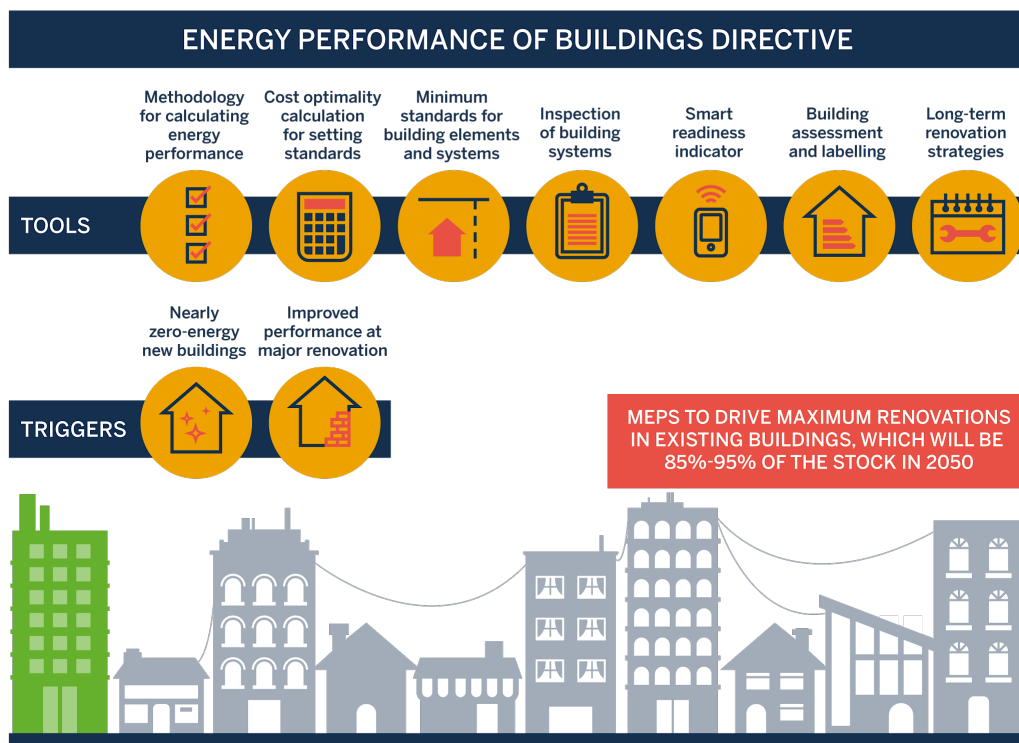 ENERGY PERFORMANCE OF BUILDINGS DIRECTIVE
Methodology
for calculating
energy
performance
Cost optimality
calculation
for setting
standards
Minimum
standards for
building elements
and systems
Inspection
of building
systems
Smart
readiness
indicator
Building
assessment
and labelling
Long-term
renovation
strategies
TOOLS
Nearly
zero-energy
new buildings
Improved
performance at
major renovation
TRIGGERS
MEPS TO DRIVE MAXIMUM RENOVATIONS
IN EXISTING BUILDINGS, WHICH WILL BE
85%-95% OF THE STOCK IN 2050